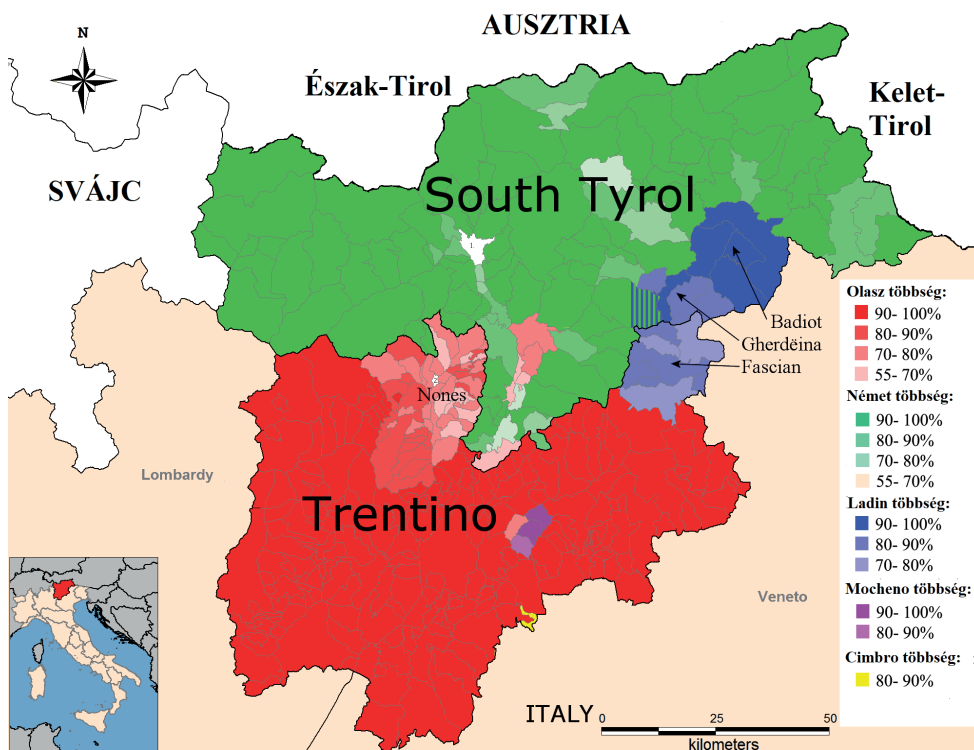 AUSZTRIA
N
Észak-Tirol
Kelet-
Tirol
SVÁJC
South Tyrol
1.
Badiot
Gherdëina
Fascian
2
Nones
Lombardy
Trentino
Veneto
ITALY
0 25 50
kilometers
Olasz többség:
90- 100%
80- 90%
70- 80%
55- 70%
Német többség:
90- 100%
80- 90%
70- 80%
55- 70%
Ladin többség:
90- 100%
80- 90%
70- 80%
Mocheno többség:
90- 100%
80- 90%
Cimbro többség:
80- 90%